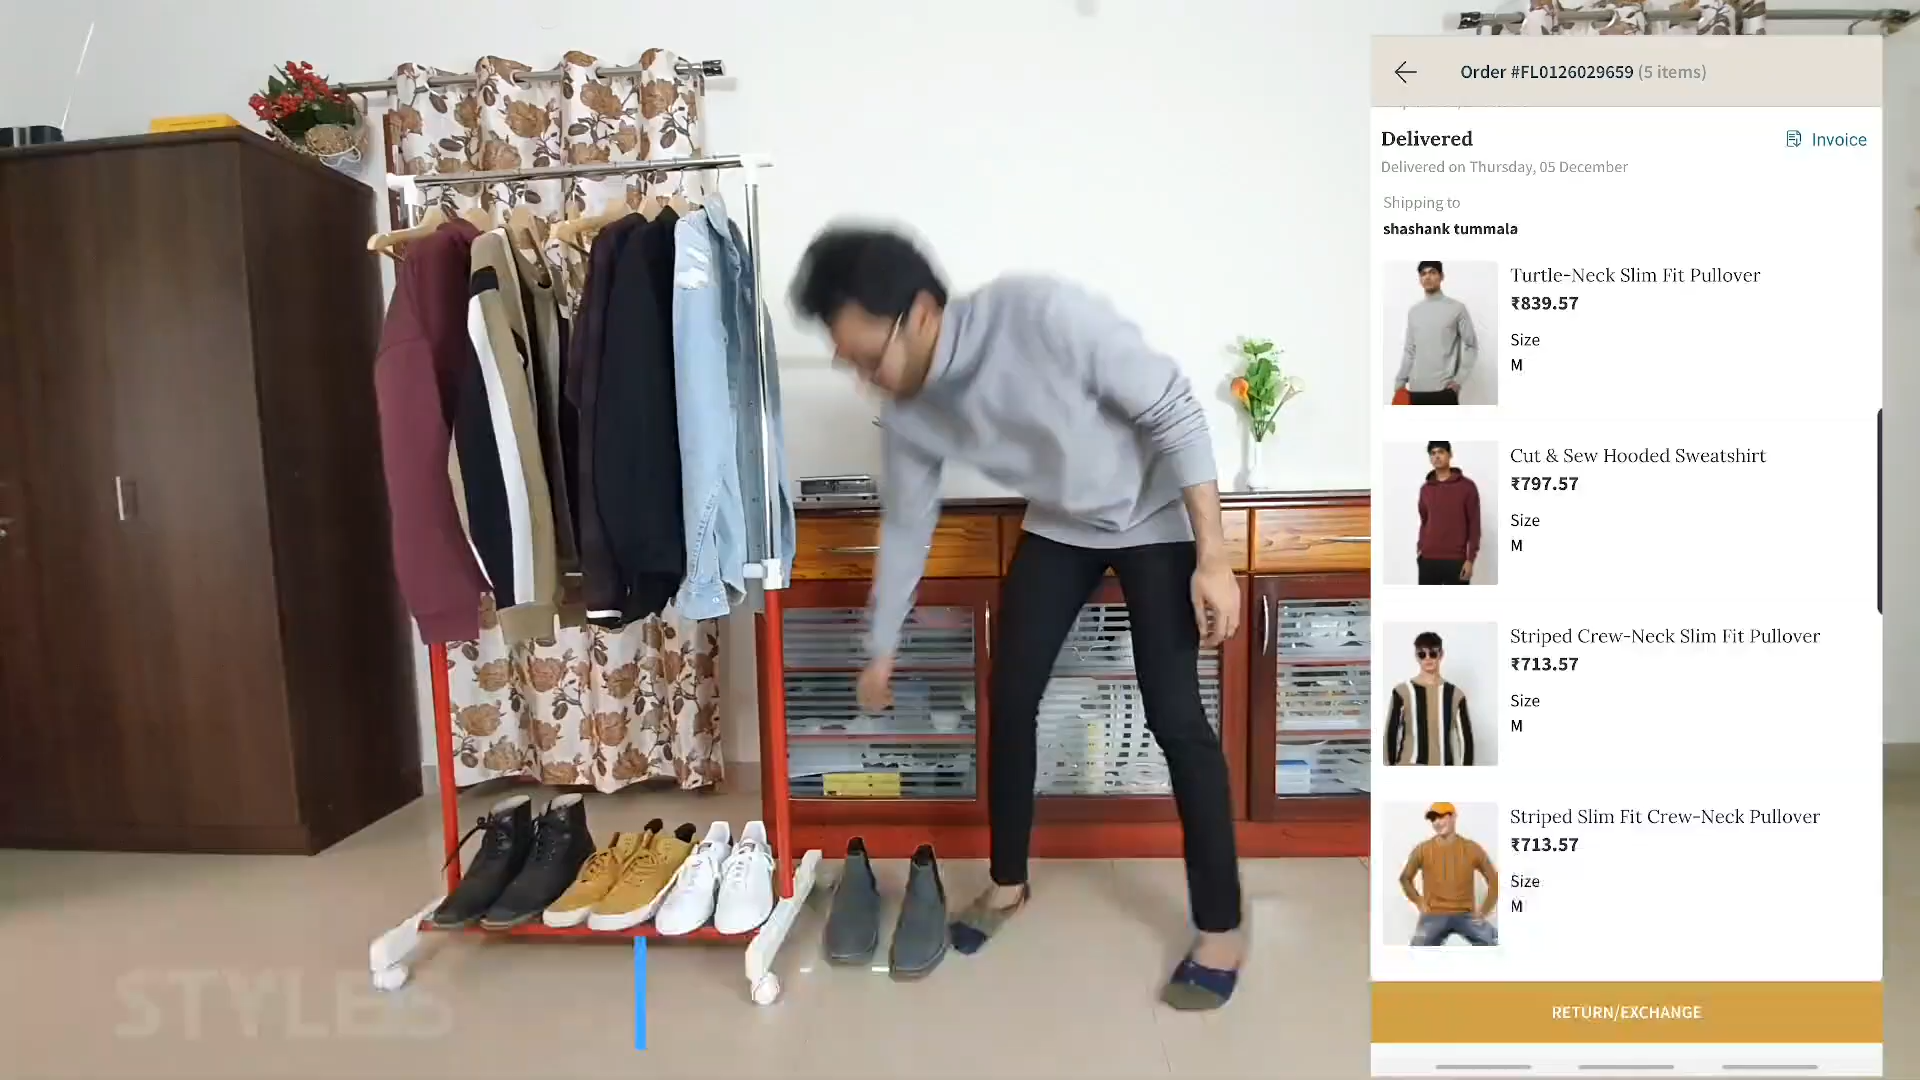 Order #FL0126029659 (5 items)
Delivered
Invoice
Delivered on Thursday, 05 December
Shipping to
shashank tummala
Turtle-Neck Slim Fit Pullover
₹839.57
Size
M
Cut & Sew Hooded Sweatshirt
₹797.57
Size
M
Striped Crew-Neck Slim Fit Pullover
₹713.57
Size
M
Striped Slim Fit Crew-Neck Pullover
₹713.57
Size
M
RETURN/EXCHANGE
STYLES